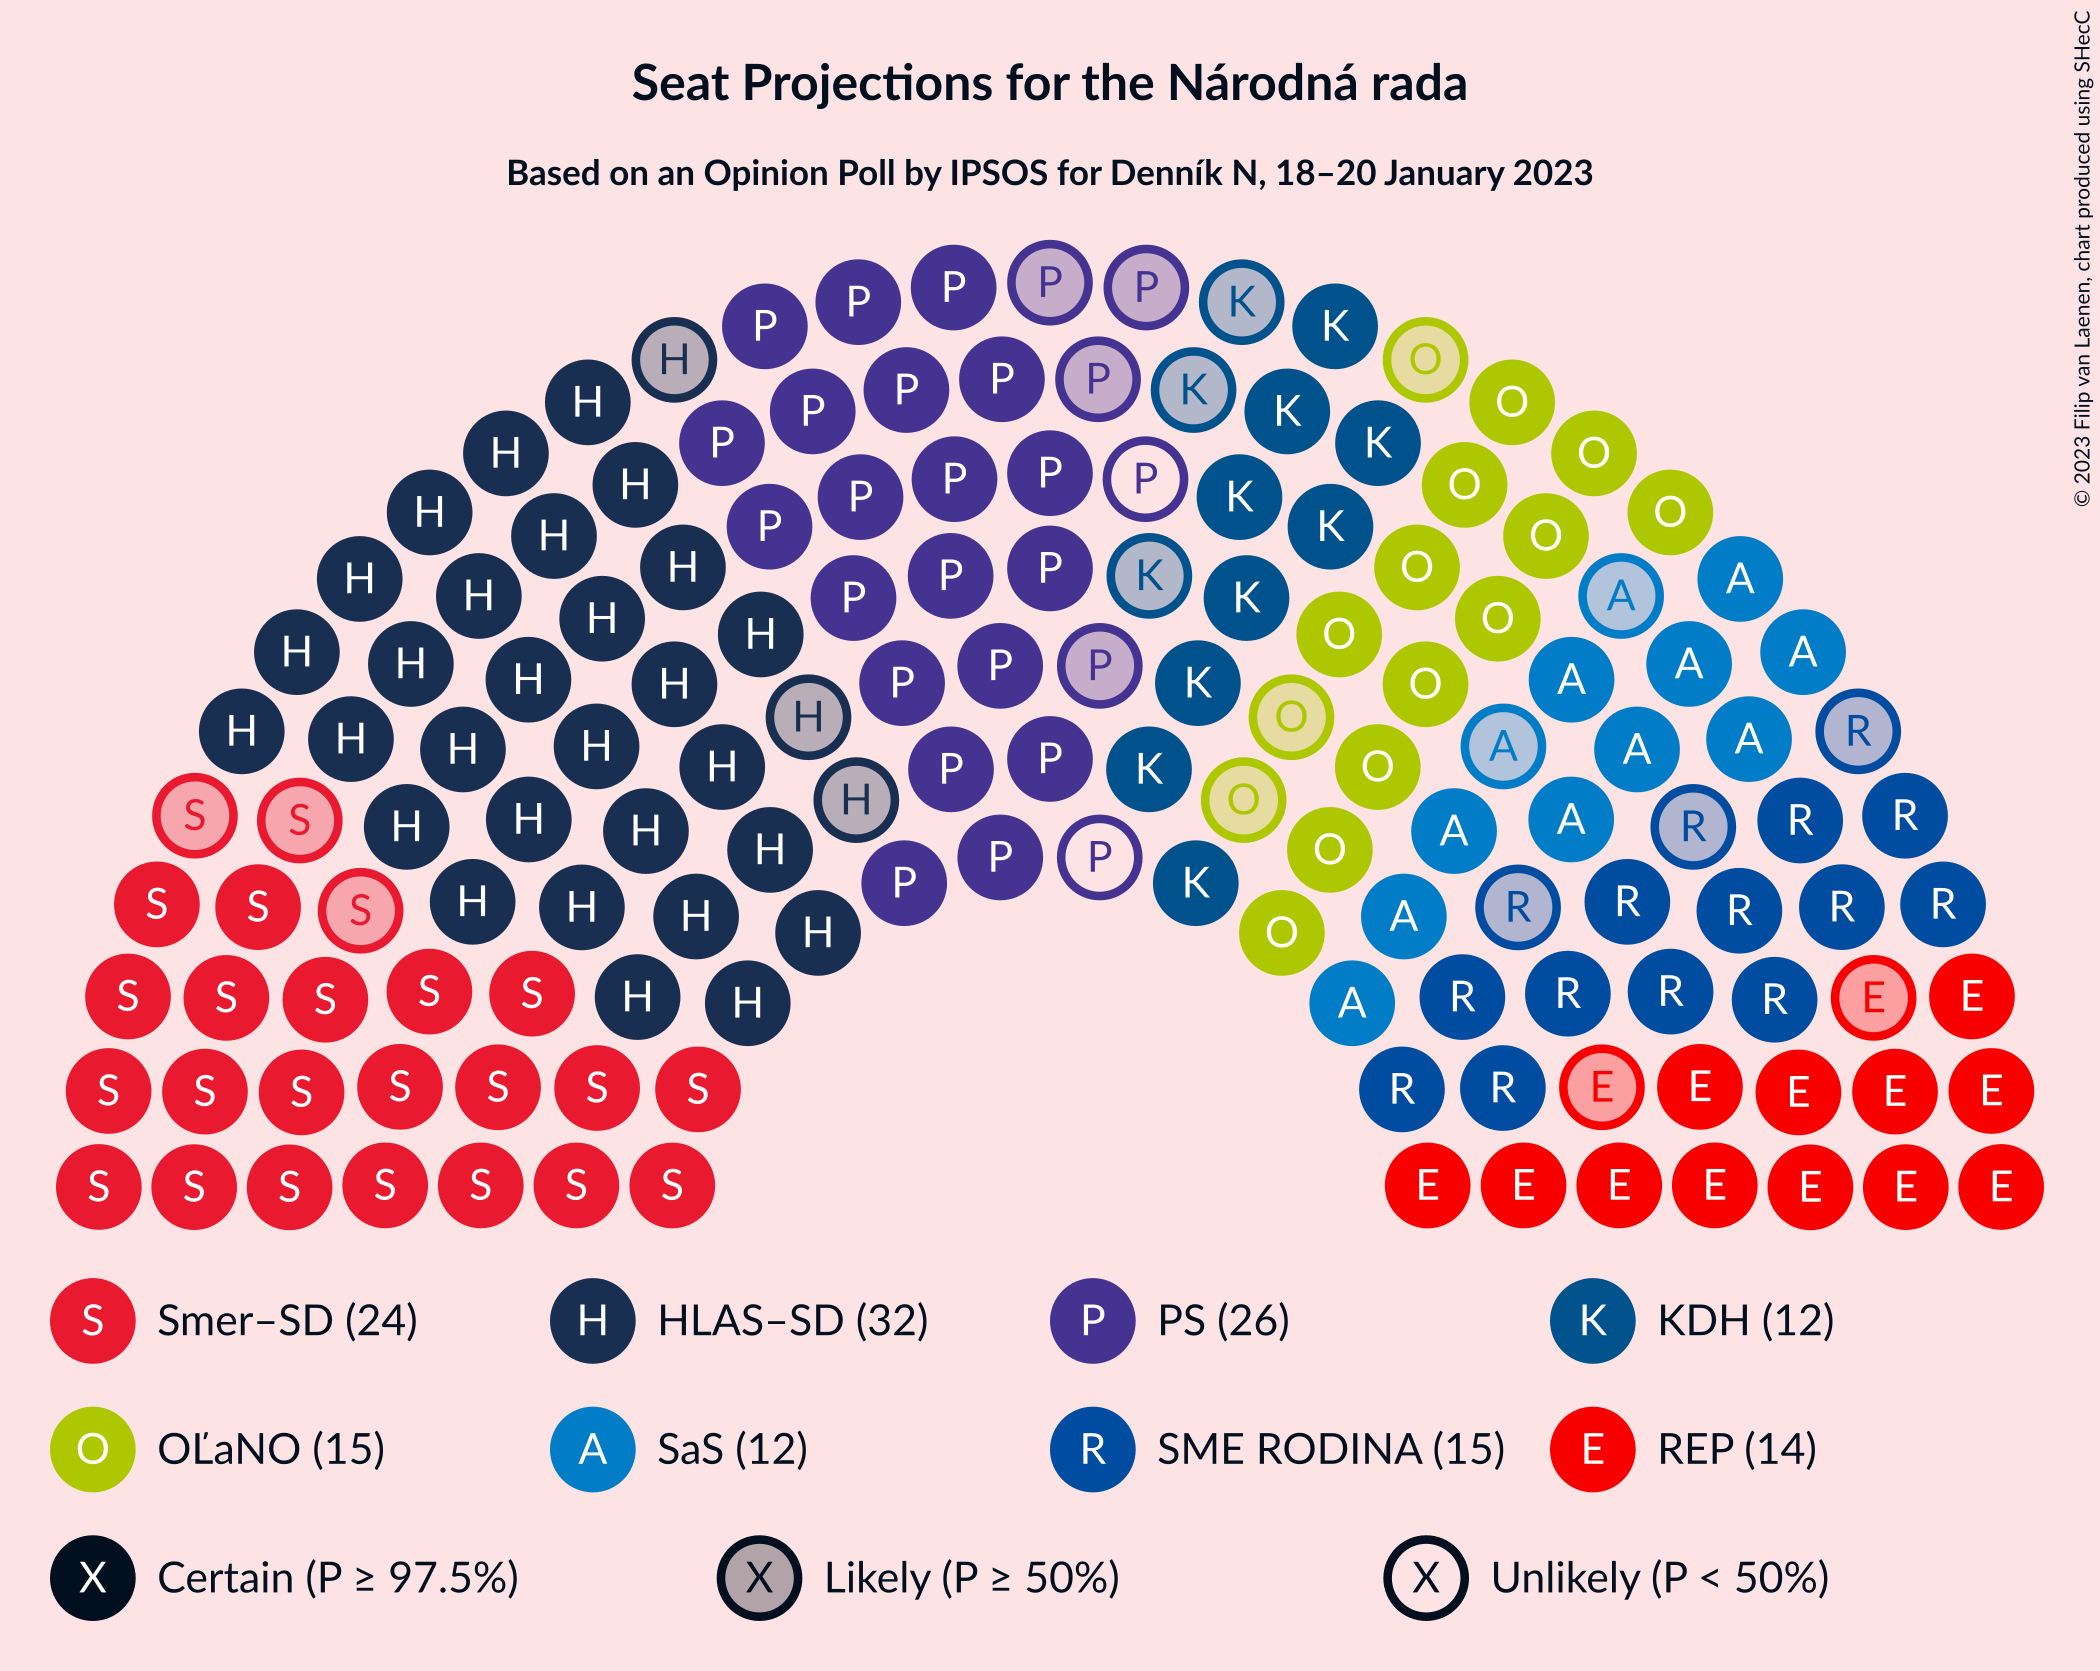 Seat Projections for the Národná rada
Based on an Opinion Poll by IPSOS for Denník N, 18–20 January 2023
© 2023 Filip van Laenen, chart produced using SHecC
P P P P P K K
H P P P P P K K K O
H H P P P P P K K O O
H H H P P P K K O O O
H H H H P P P K O O O A A
H H H H H P P K O O A A A
H H H H H H P P P K O O A A A R
S S H H H H H O A A R R R
S S S H H H H A R R R R R
S S S S S H H A R R R R E E
S S S S S S S R R E E E E E
S S S S S S S E E E E E E E
S Smer–SD (24)
H HLAS–SD (32)
P PS (26)
K KDH (12)
O OĽaNO (15)
A SaS (12)
R SME RODINA (15)
E REP (14)
X Certain (P ≥ 97.5%)
X Likely (P ≥ 50%)
X Unlikely (P < 50%)